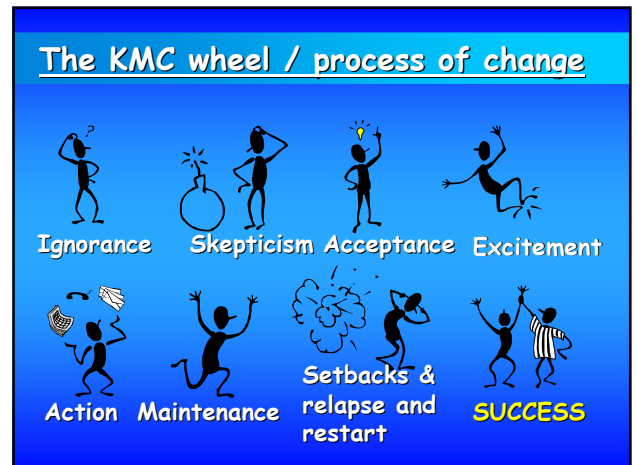 The KMC wheel / process of change
?
Ignorance
Skepticism
Acceptance
Excitement
Action
Maintenance
Setbacks &
relapse and
restart
SUCCESS